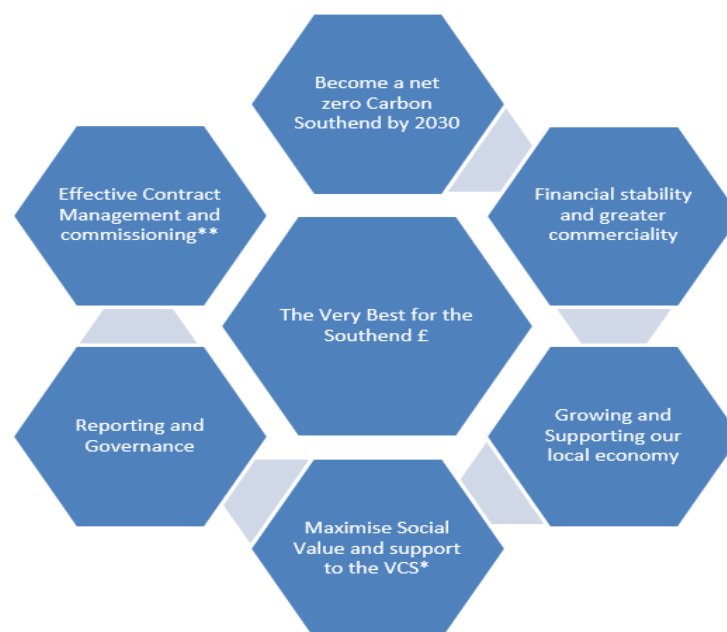 Become a net
zero Carbon
Southend by 2030
Effective Contract
Management and
commissioning**
Financial stability
and greater
commerciality
The Very Best for the
Southend £
Reporting and
Governance
Growing and
Supporting our
local economy
Maximise Social
Value and support
to the VCS*